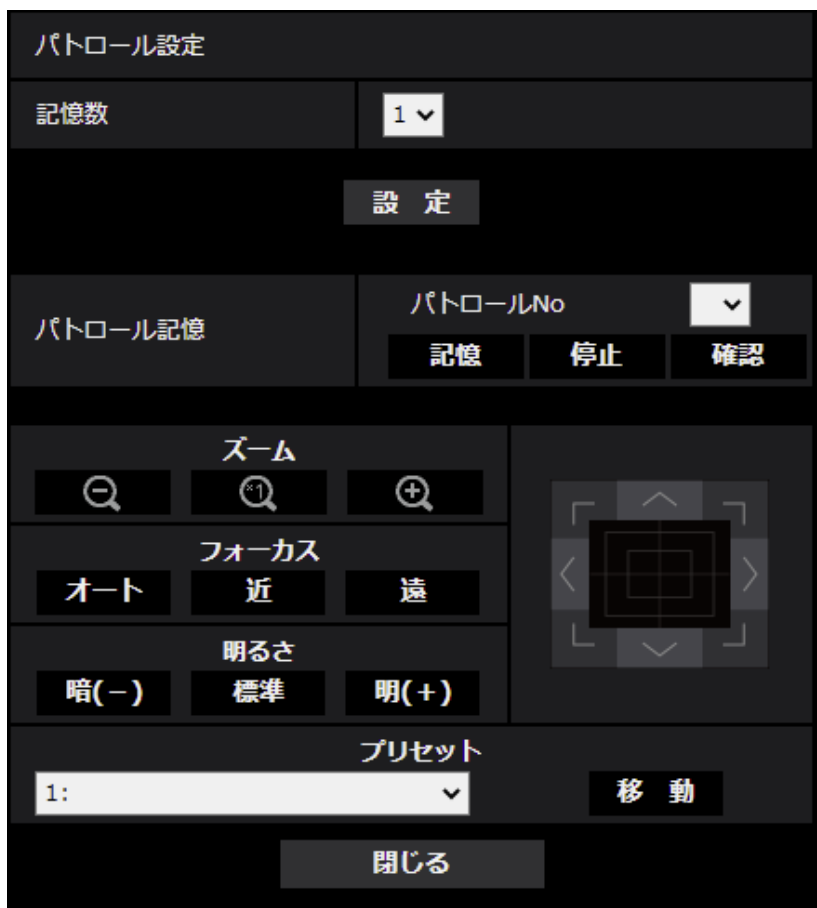 パトロール設定
記憶数 1
設 定
パトロールNo
パトロール記憶
記憶 停止 確認
ズーム
×1
フォーカス
オート 近 遠
明るさ
暗(−) 標準 明(+)
プリセット
1: 移 動
閉じる